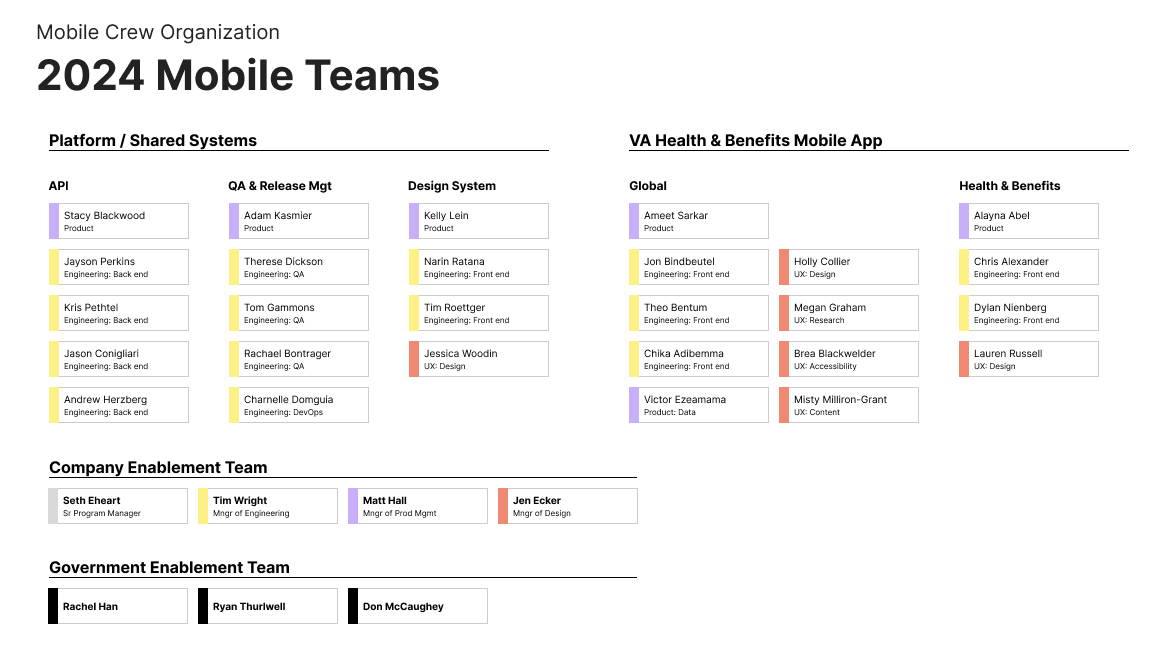 Mobile Crew Organization
2024 Mobile Teams
Platform / Shared Systems
API
Stacy Blackwood
Product
Jayson Perkins
Engineering: Back end
Kris Pethtel
Engineering: Back end
Jason Conigliari
Engineering: Back end
Andrew Herzberg
Engineering: Back end
QA & Release Mgt
Adam Kasmier
Product
Therese Dickson
Engineering: QA
Tom Gammons
Engineering: QA
Rachael Bontrager
Engineering: QA
Charnelle Domguia
Engineering: DevOps
Design System
Kelly Lein
Product
Narin Ratana
Engineering: Front end
Tim Roettger
Engineering: Front end
Jessica Woodin
UX: Design
VA Health & Benefits Mobile App
Global
Ameet Sarkar
Product
Jon Bindbeutel
Engineering: Front end
Theo Bentum
Engineering: Front end
Chika Adibemma
Engineering: Front end
Victor Ezeamama
Product: Data
Holly Collier
UX: Design
Megan Graham
UX: Research
Brea Blackwelder
UX: Accessibility
Misty Milliron-Grant
UX: Content
Health & Benefits
Alayna Abel
Product
Chris Alexander
Engineering: Front end
Dylan Nienberg
Engineering: Front end
Lauren Russell
UX: Design
Company Enablement Team
Seth Eheart
Sr Program Manager
Tim Wright
Mngr of Engineering
Matt Hall
Mngr of Prod Mgmt
Jen Ecker
Mngr of Design
Government Enablement Team
Rachel Han
Ryan Thurlwell
Don McCaughey